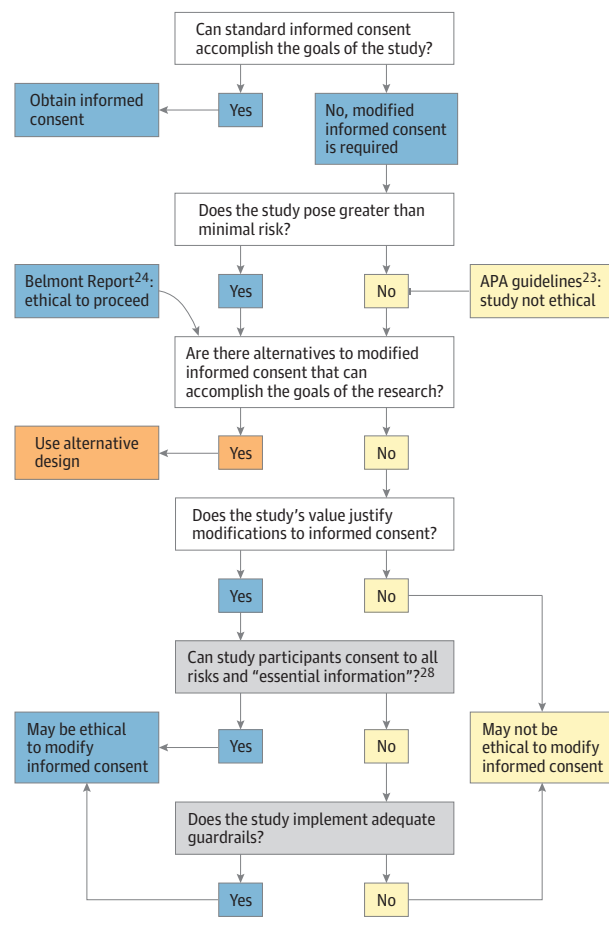 Can standard informed consent
accomplish the goals of the study?
Obtain informed
consent
Yes
No, modified
informed consent
is required
Does the study pose greater than
minimal risk?
Belmont Report24:
ethical to proceed
Yes
No
APA guidelines23:
study not ethical
Are there alternatives to modified
informed consent that can
accomplish the goals of the research?
Use alternative
design
Yes
No
Does the study's value justify
modifications to informed consent?
Yes
No
Can study participants consent to all
risks and “essential information”?28
May be ethical
to modify
informed consent
Yes
No
May not be
ethical to modify
informed consent
Does the study implement adequate
guardrails?
Yes
No